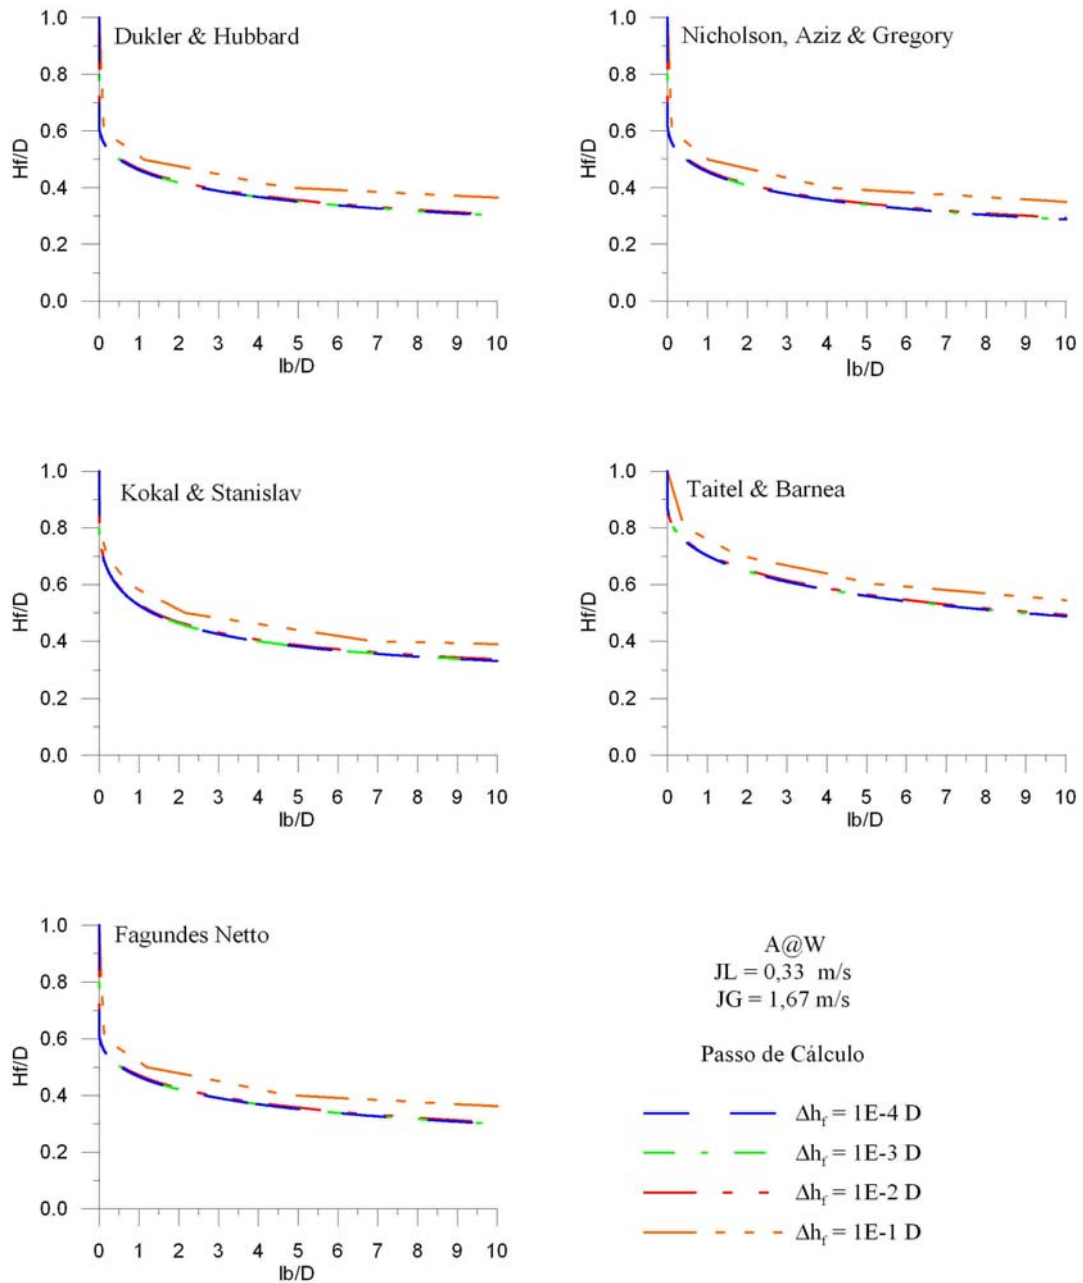 Dukler & Hubbard
1.0
0.8
0.6
0.4
0.2
0.0
Hf/D
0 1 2 3 4 5 6 7 8 9 10
lb/D
Nicholson, Aziz & Gregory
1.0
0.8
0.6
0.4
0.2
0.0
Hf/D
0 1 2 3 4 5 6 7 8 9 10
lb/D
Kokal & Stanislav
1.0
0.8
0.6
0.4
0.2
0.0
Hf/D
0 1 2 3 4 5 6 7 8 9 10
lb/D
Taitel & Barnea
1.0
0.8
0.6
0.4
0.2
0.0
Hf/D
0 1 2 3 4 5 6 7 8 9 10
lb/D
Fagundes Netto
1.0
0.8
0.6
0.4
0.2
0.0
Hf/D
0 1 2 3 4 5 6 7 8 9 10
lb/D
A@W
JL = 0,33 m/s
JG = 1,67 m/s
Passo de Cálculo
Δhf = 1E-4 D
Δhf = 1E-3 D
Δhf = 1E-2 D
Δhf = 1E-1 D